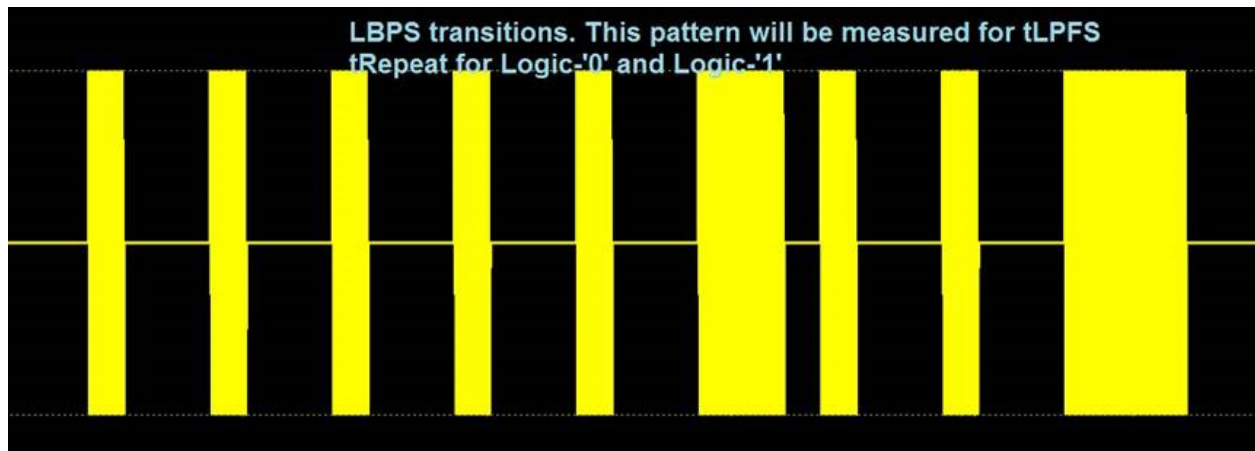 LBPS transitions. This pattern will be measured for tLPFS
tRepeat for Logic-'0' and Logic-'1'